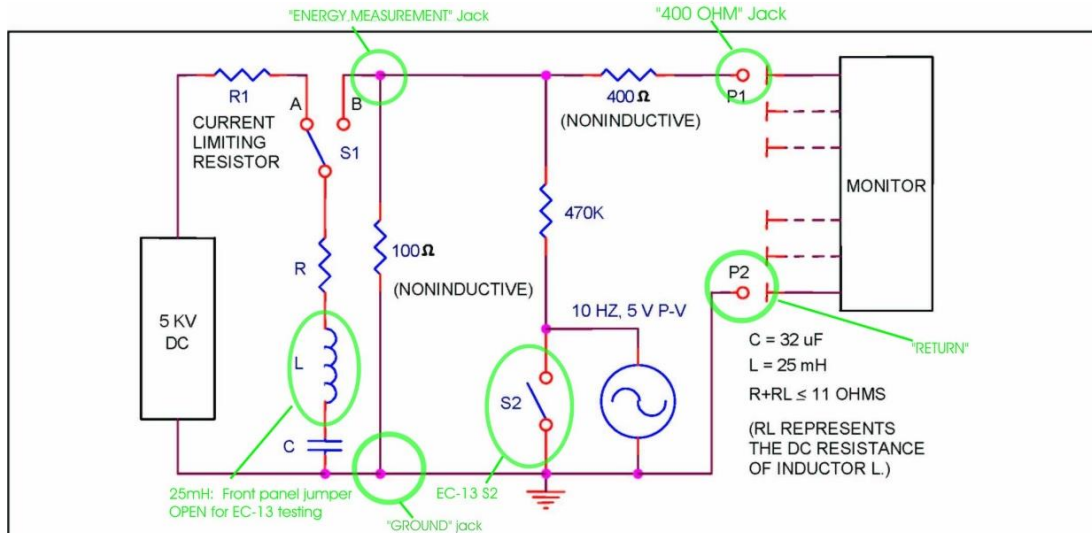 "ENERGY MEASUREMENT" Jack
"400 OHM" Jack
R1
A
B
400Ω
P1
CURRENT
LIMITING
RESISTOR
S1
(NONINDUCTIVE)
MONITOR
470K
R
100Ω
(NONINDUCTIVE)
P2
5 KV
DC
10 HZ, 5 V P-V
"RETURN"
L
C = 32 uF
L = 25 mH
R+RL ≤ 11 OHMS
S2
(RL REPRESENTS
THE DC RESISTANCE
OF INDUCTOR L.)
C
25mH: Front panel jumper
OPEN for EC-13 testing
EC-13 S2
"GROUND" jack